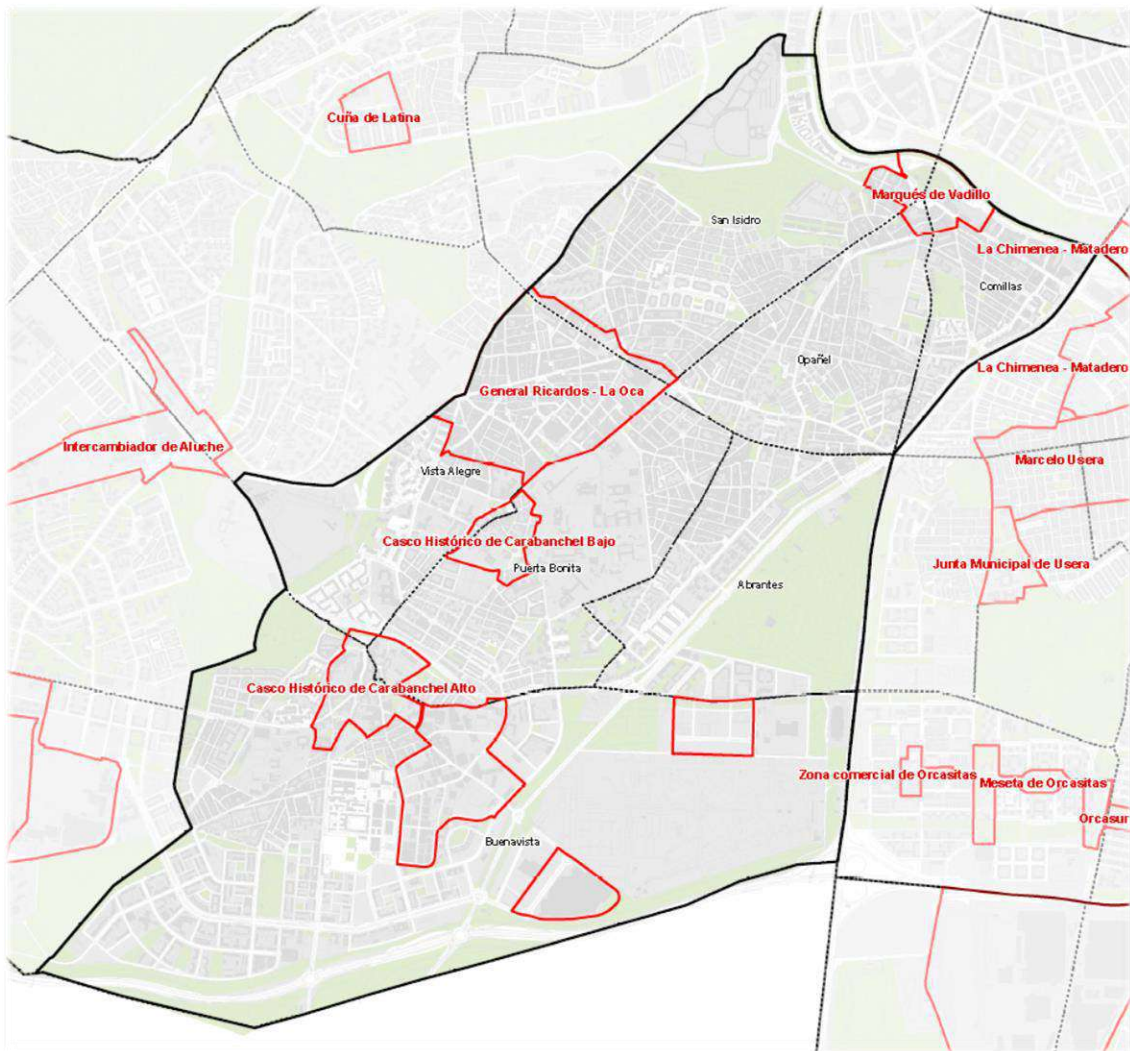 Cuña de Latina
Marqués de Vadillo
San Isidro
La Chimenea - Matadero
Comillas
Opañel
La Chimenea - Matadero
General Ricardos - La Oca
Intercambiador de Aluche
Marcelo Usera
Vista Alegre
Casco Histórico de Carabanchel Bajo
Puerta Bonita
Junta Municipal de Usera
Abrantes
Casco Histórico de Carabanchel Alto
Zona comercial de Orcasitas
Meseta de Orcasitas
Orcasur
Buenavista